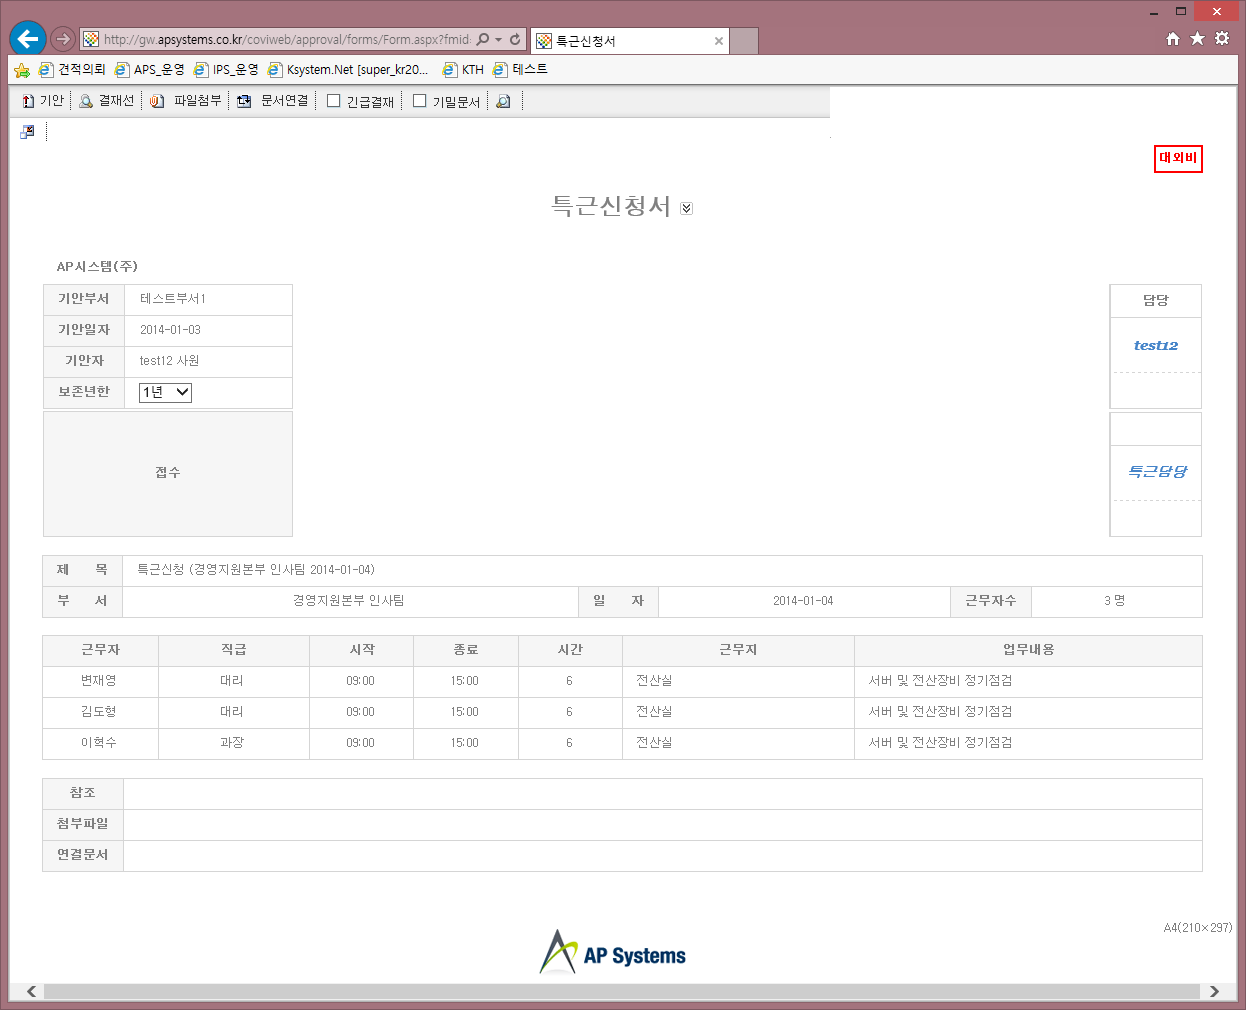 http://gw.apsystems.co.kr/coviweb/approval/forms/Form.aspx?fmid: 특근신청서
견적의뢰 APS_운영 IPS_운영 Ksystem.Net [super_kr20... KTH 테스트
기안 결재선 파일첨부 문서연결 긴급결재 기밀문서
대외비
특근신청서
AP시스템(주)
기안부서 테스트부서1 담당
기안일자 2014-01-03
test12
기안자 test12 사원
보존년한 1년
접수 특근담당
제 목 특근신청 (경영지원본부 인사팀 2014-01-04)
부 서 경영지원본부 인사팀 일 자 2014-01-04 근무자수 3 명
근무자 직급 시작 종료 시간 근무지 업무내용
변재영 대리 09:00 15:00 6 전산실 서버 및 전산장비 정기점검
김도형 대리 09:00 15:00 6 전산실 서버 및 전산장비 정기점검
이혁수 과장 09:00 15:00 6 전산실 서버 및 전산장비 정기점검
참조
첨부파일
연결문서
A4(210×297)
AP Systems